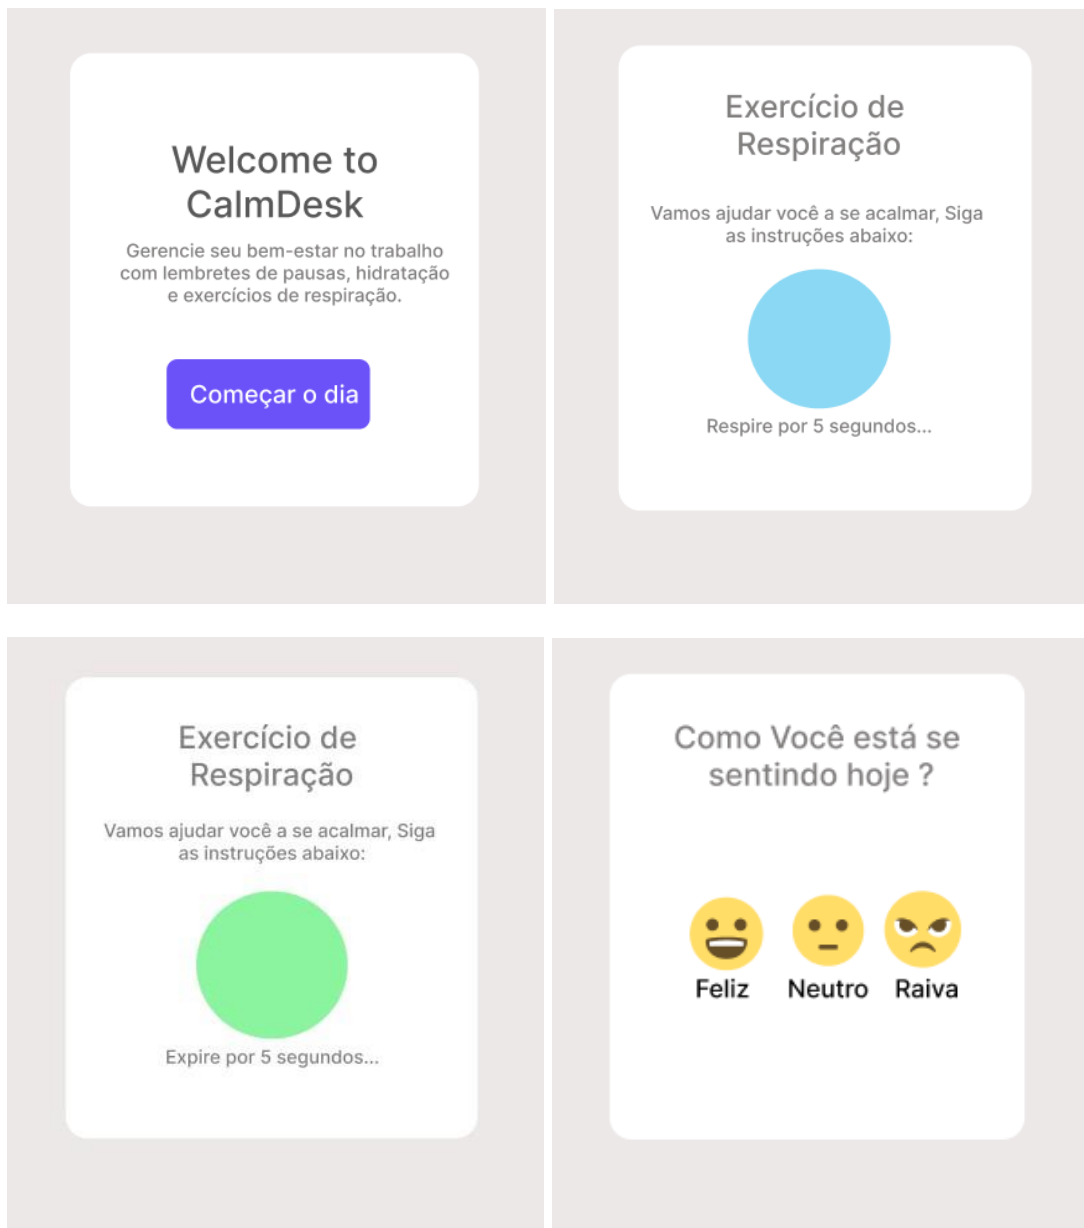 Welcome to
CalmDesk
Gerencie seu bem-estar no trabalho
com lembretes de pausas, hidratação
e exercícios de respiração.
Começar o dia
Exercício de
Respiração
Vamos ajudar você a se acalmar, Siga
as instruções abaixo:
Respire por 5 segundos...
Exercício de
Respiração
Vamos ajudar você a se acalmar, Siga
as instruções abaixo:
Expire por 5 segundos...
Como Você está se
sentindo hoje ?
Feliz Neutro Raiva